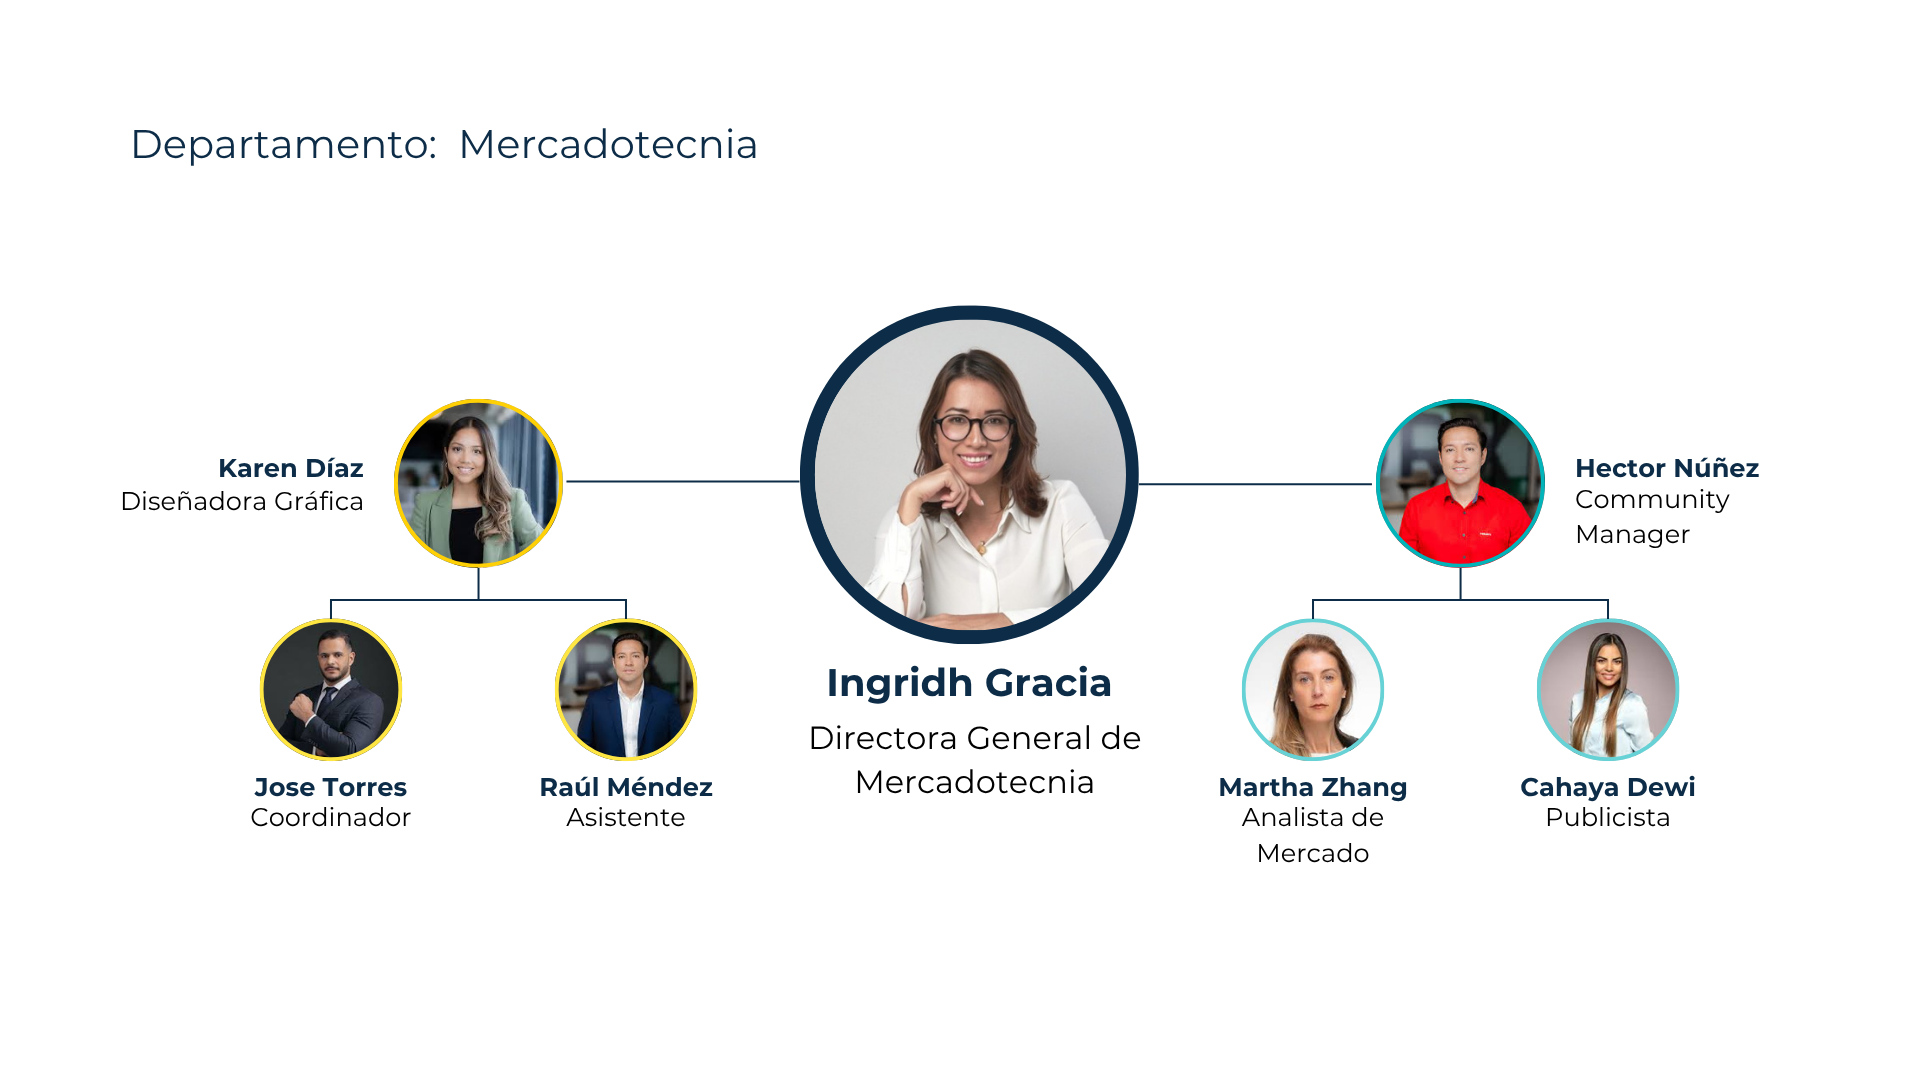 Departamento: Mercadotecnia
Karen Díaz
Diseñadora Gráfica
Hector Núñez
Community
Manager
Ingridh Gracia
Directora General de
Mercadotecnia
Jose Torres
Coordinador
Raúl Méndez
Asistente
Martha Zhang
Analista de
Mercado
Cahaya Dewi
Publicista